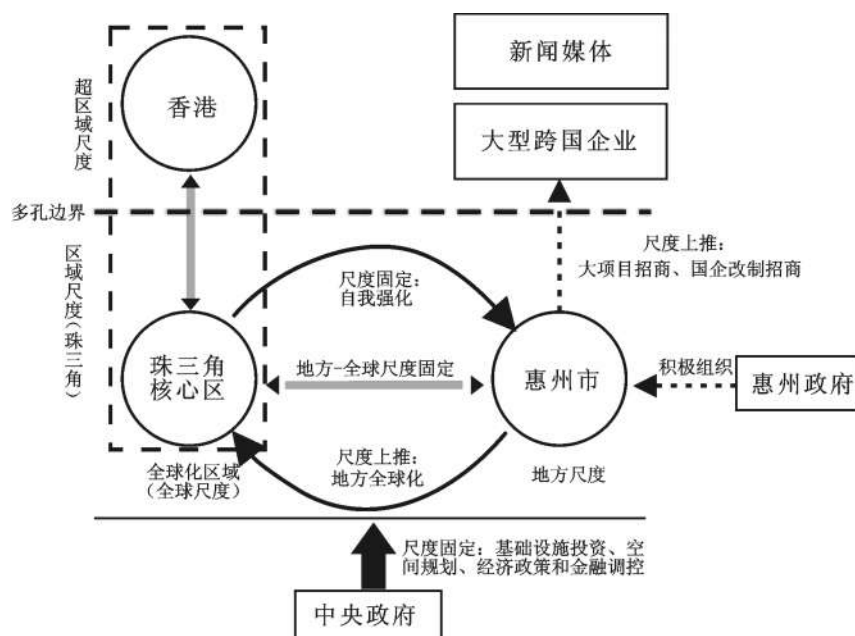 新闻媒体
香港
大型跨国企业
超区域尺度
多孔边界
区域尺度(珠三角)
尺度上推:
大项目招商、国企改制招商
尺度固定:
自我强化
珠三角
核心区
地方-全球尺度固定
惠州市
积极组织
惠州政府
尺度上推:
地方全球化
全球化区域
(全球尺度)
地方尺度
尺度固定:基础设施投资、空
间规划、经济政策和金融调控
中央政府